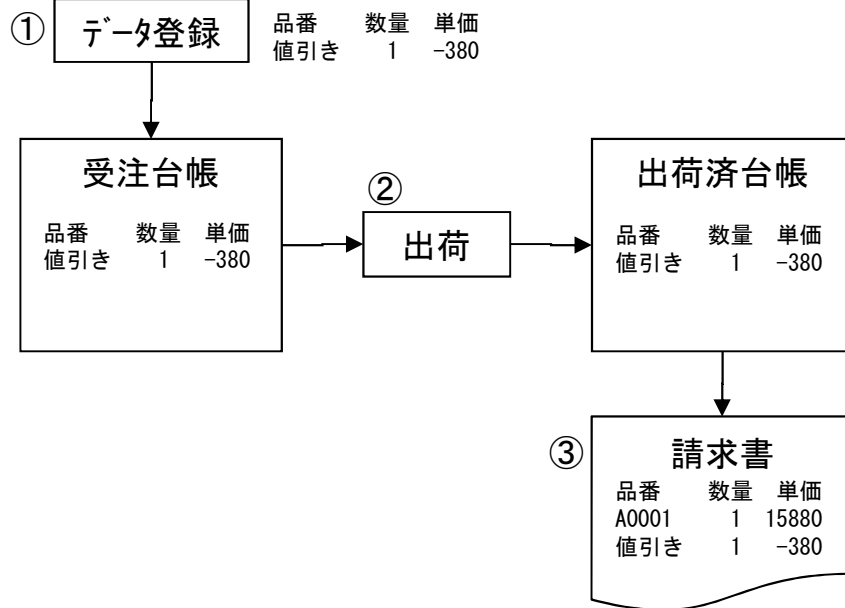 ① データ登録
品番 数量 単価
値引き 1 -380
受注台帳
品番 数量 単価
値引き 1 -380
②
出荷
出荷済台帳
品番 数量 単価
値引き 1 -380
③
請求書
品番 数量 単価
A0001 1 15880
値引き 1 -380